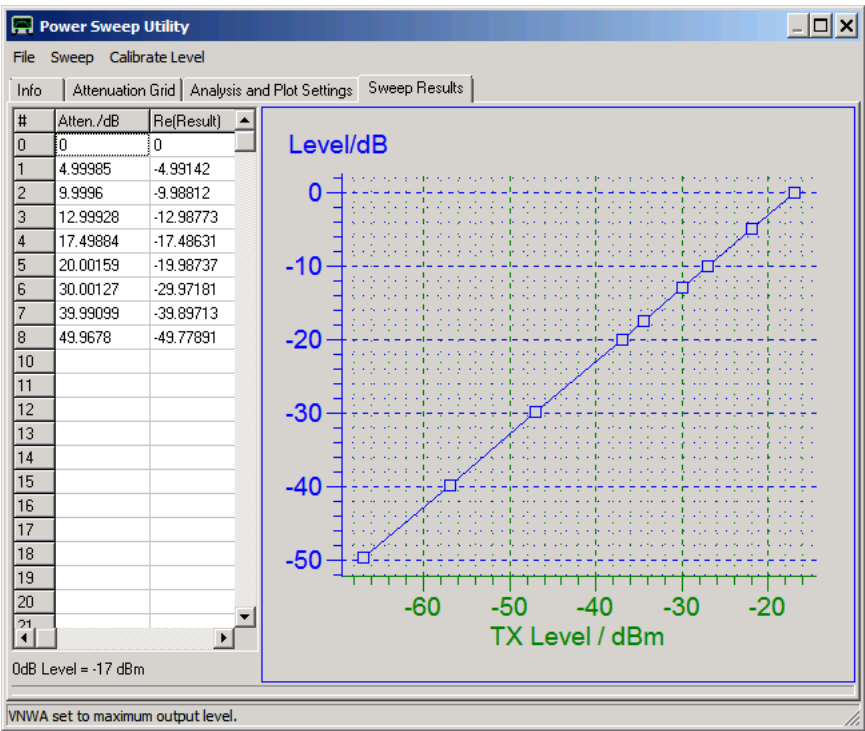 Power Sweep Utility
File Sweep Calibrate Level
Info Attenuation Grid Analysis and Plot Settings Sweep Results
# Atten./dB Re(Result)
0 0 0
1 4.99985 -4.99142
2 9.9996 -9.98812
3 12.99928 -12.98773
4 17.49884 -17.48631
5 20.00159 -19.98737
6 30.00127 -29.97181
7 39.99099 -39.89713
8 49.9678 -49.77891
10
11
12
13
14
15
16
17
18
19
20
21
Level/dB
0
-10
-20
-30
-40
-50
-60 -50 -40 -30 -20
TX Level / dBm
0dB Level = -17 dBm
VNWA set to maximum output level.